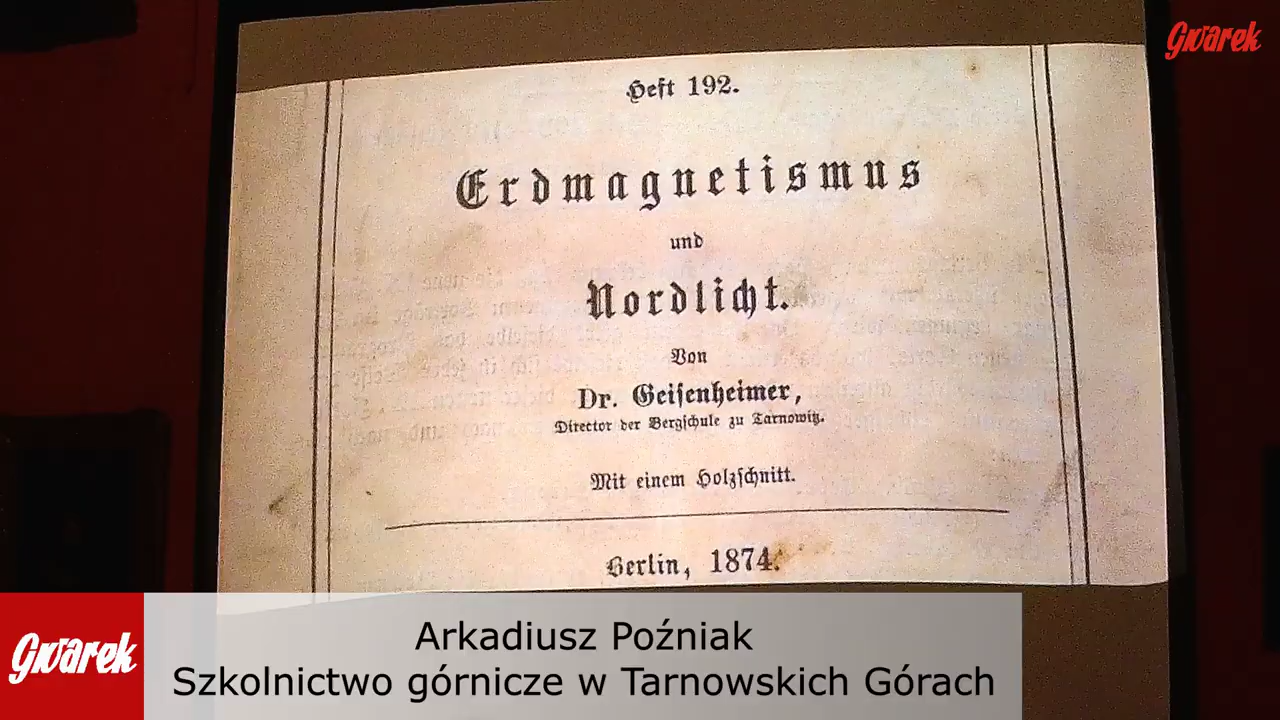 Gwarek
Heft 192.
Erdmagnetismus
und
Nordlicht.
Von
Dr. Geisenheimer,
Director der Bergschule zu Tarnowitz.
Mit einem Holzschnitt.
Berlin, 1874.
Gwarek
Arkadiusz Poźniak
Szkolnictwo górnicze w Tarnowskich Górach